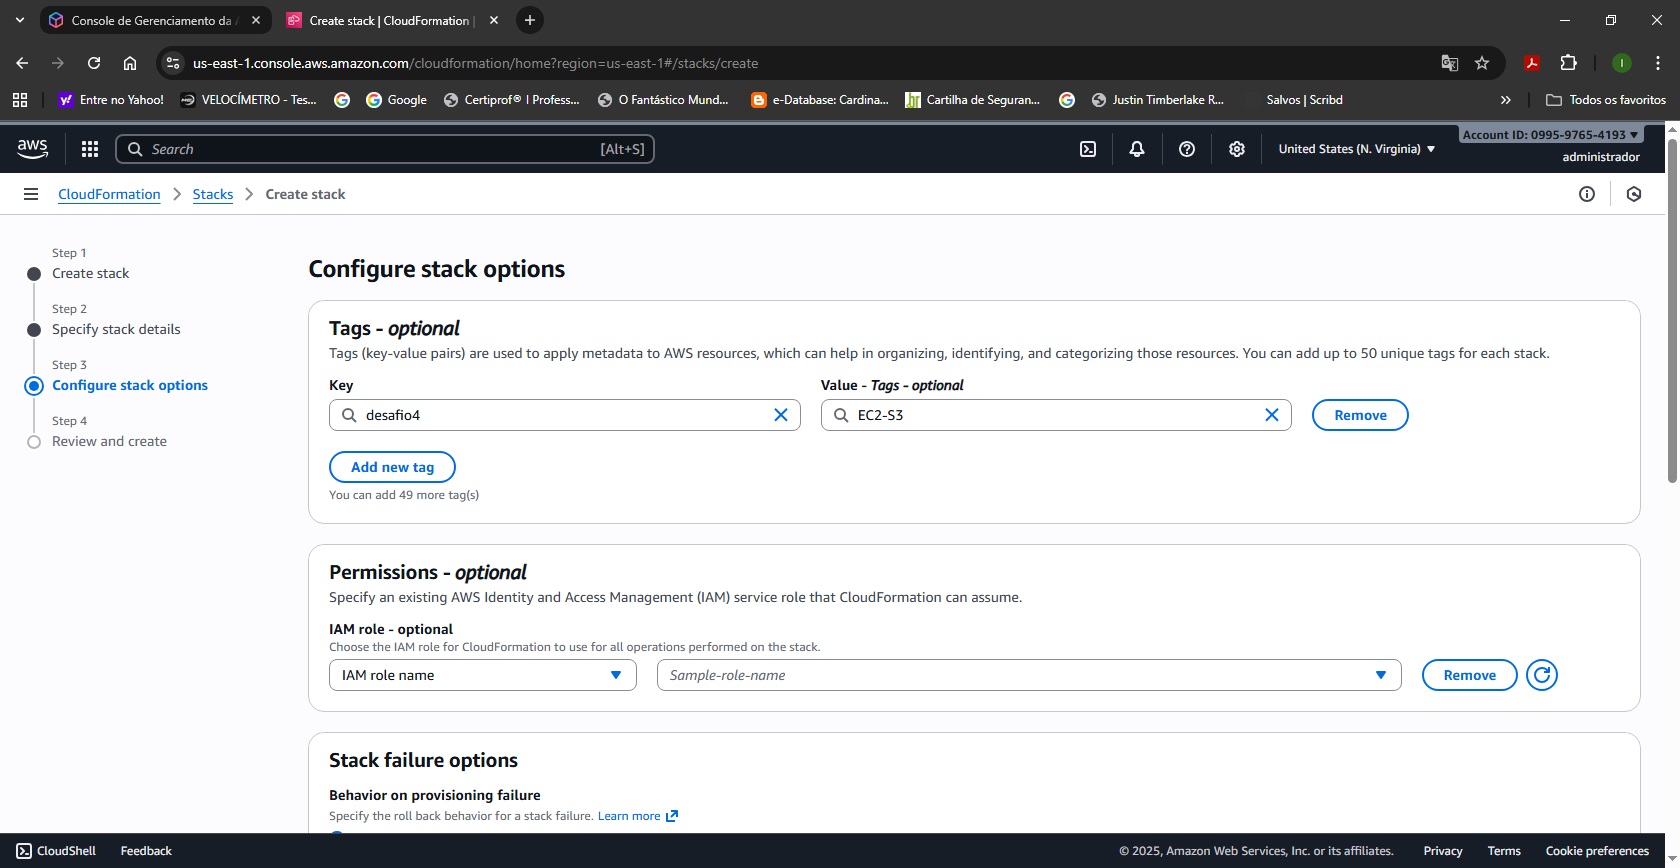 Console de Gerenciamento da
Create stack | CloudFormation |
us-east-1.console.aws.amazon.com/cloudformation/home?region=us-east-1#/stacks/create
Entre no Yahoo!
VELOCÍMETRO - Tes...
Google
Certiprof® I Profess...
O Fantástico Mund...
e-Database: Cardina...
Cartilha de Seguran...
Justin Timberlake R...
Salvos | Scribd
Todos os favoritos
aws
Search
[Alt+S]
United States (N. Virginia)
Account ID: 0995-9765-4193
administrador
CloudFormation
Stacks
Create stack
Step 1
Create stack
Step 2
Specify stack details
Step 3
Configure stack options
Step 4
Review and create
Configure stack options
Tags - optional
Tags (key-value pairs) are used to apply metadata to AWS resources, which can help in organizing, identifying, and categorizing those resources. You can add up to 50 unique tags for each stack.
Key
Value - Tags - optional
desafio4
EC2-S3
Remove
Add new tag
You can add 49 more tag(s)
Permissions - optional
Specify an existing AWS Identity and Access Management (IAM) service role that CloudFormation can assume.
IAM role - optional
Choose the IAM role for CloudFormation to use for all operations performed on the stack.
IAM role name
Sample-role-name
Remove
Stack failure options
Behavior on provisioning failure
Specify the roll back behavior for a stack failure. Learn more
CloudShell
Feedback
© 2025, Amazon Web Services, Inc. or its affiliates.
Privacy
Terms
Cookie preferences